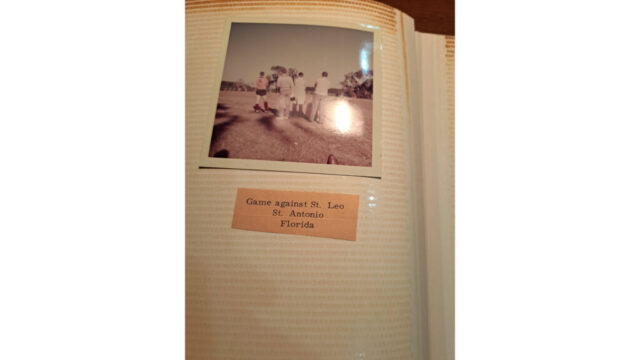 Game against St. Leo
St. Antonio
Florida